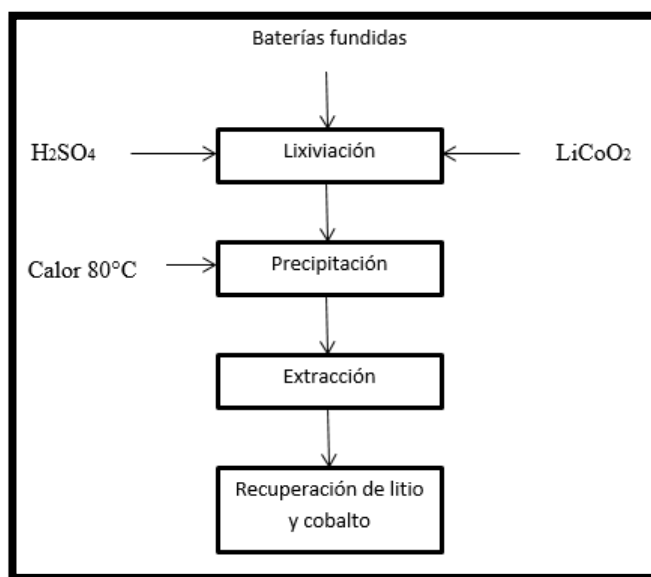 Baterías fundidas
H2SO4
Lixiviación
LiCoO2
Calor 80°C
Precipitación
Extracción
Recuperación de litio
y cobalto